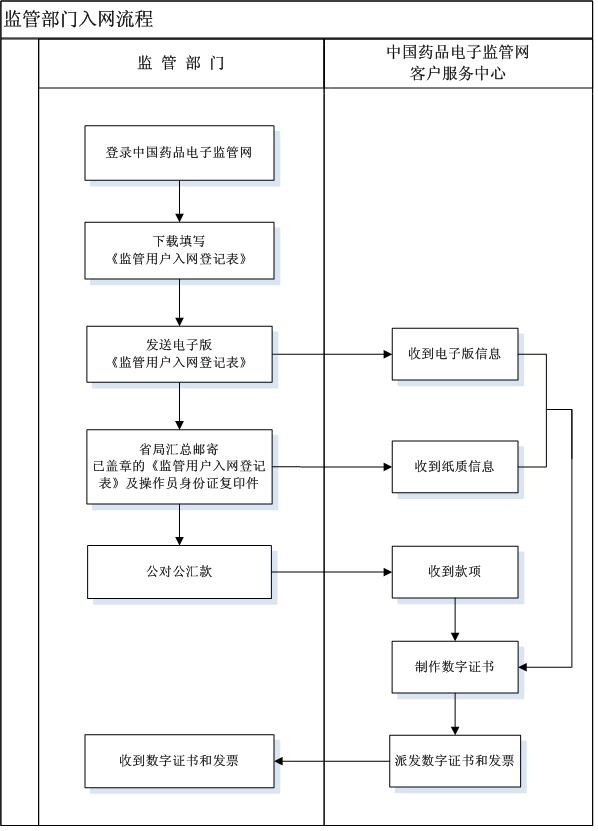 监管部门入网流程
监 管 部 门
中国药品电子监管网
客户服务中心
登录中国药品电子监管网
下载填写
《监管用户入网登记表》
发送电子版
《监管用户入网登记表》
收到电子版信息
省局汇总邮寄
已盖章的《监管用户入网登记
表》及操作员身份证复印件
收到纸质信息
公对公汇款
收到款项
制作数字证书
收到数字证书和发票
派发数字证书和发票